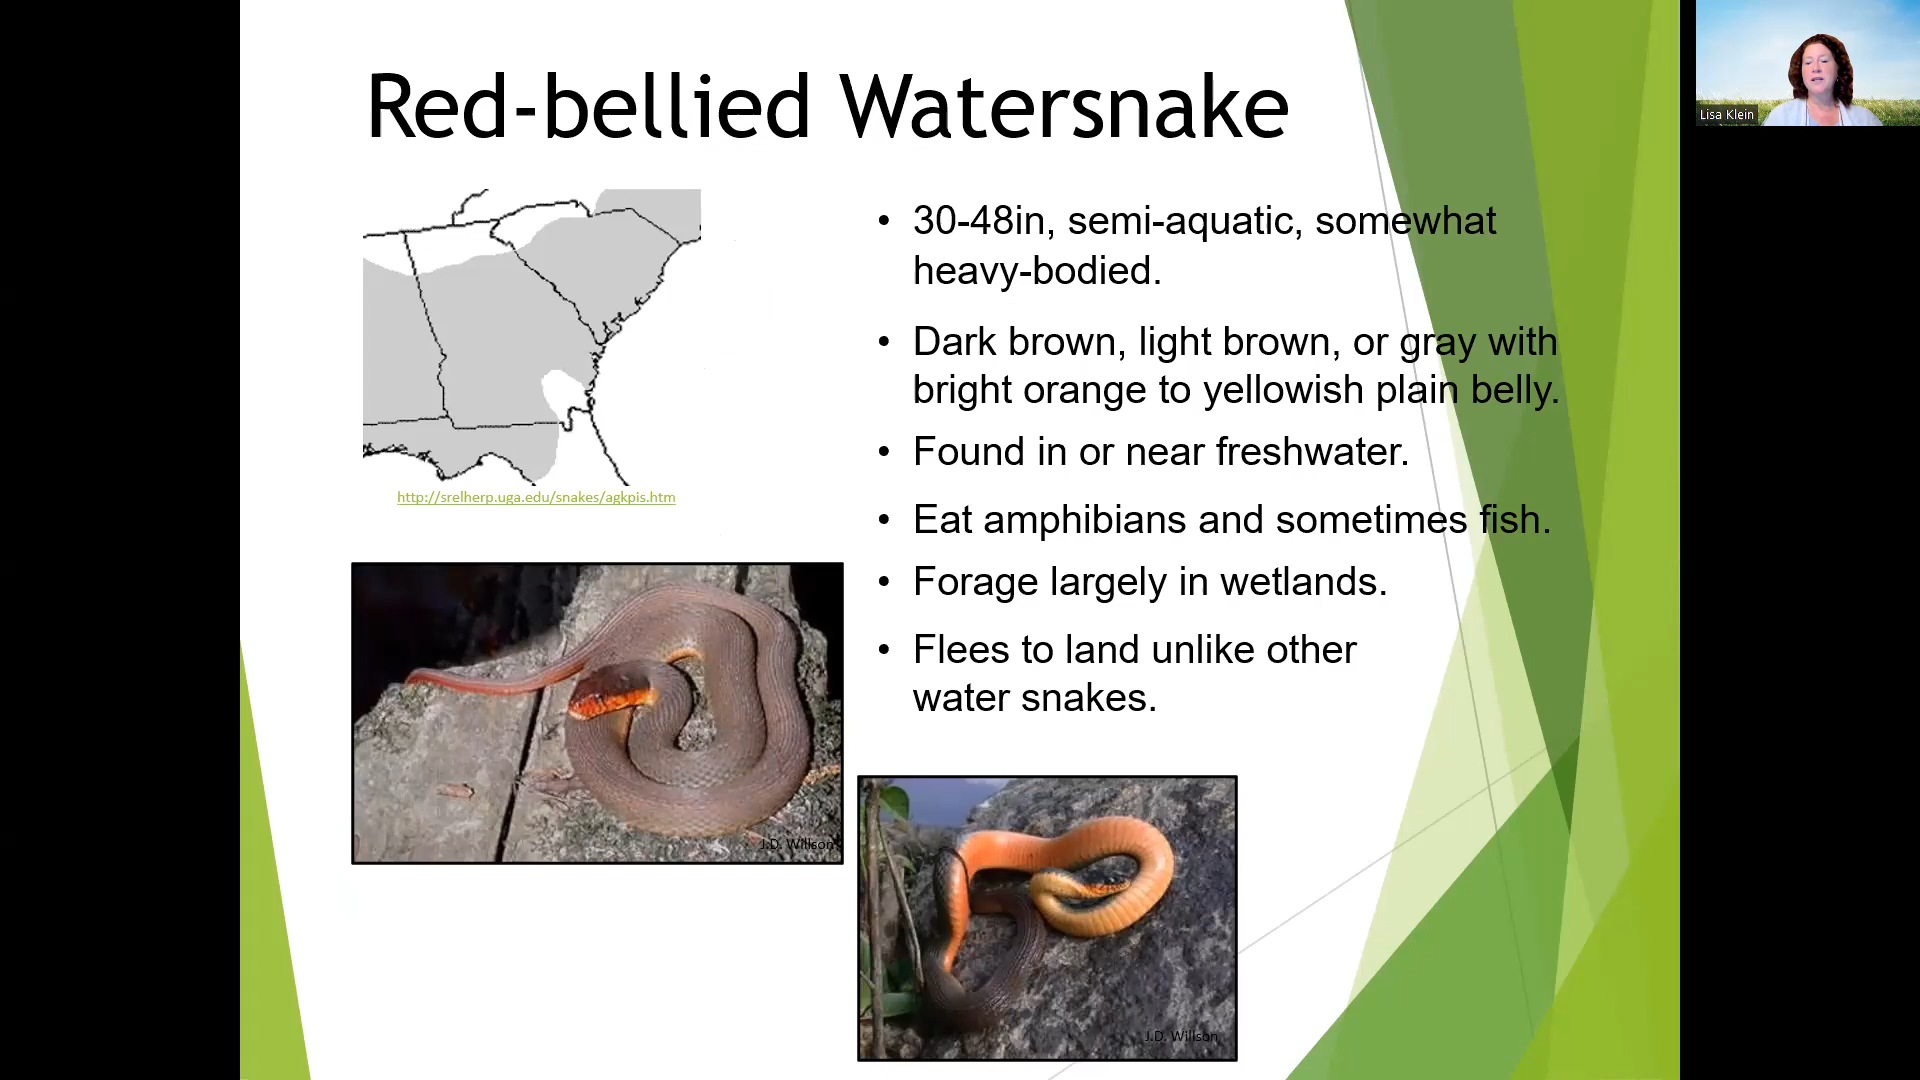 Red-bellied Watersnake
Lisa Klein
• 30-48in, semi-aquatic, somewhat
heavy-bodied.
• Dark brown, light brown, or gray with
bright orange to yellowish plain belly.
• Found in or near freshwater.
• Eat amphibians and sometimes fish.
• Forage largely in wetlands.
• Flees to land unlike other
water snakes.
http://srelherp.uga.edu/snakes/agkpis.htm
J.D. Willson
J.D. Willson